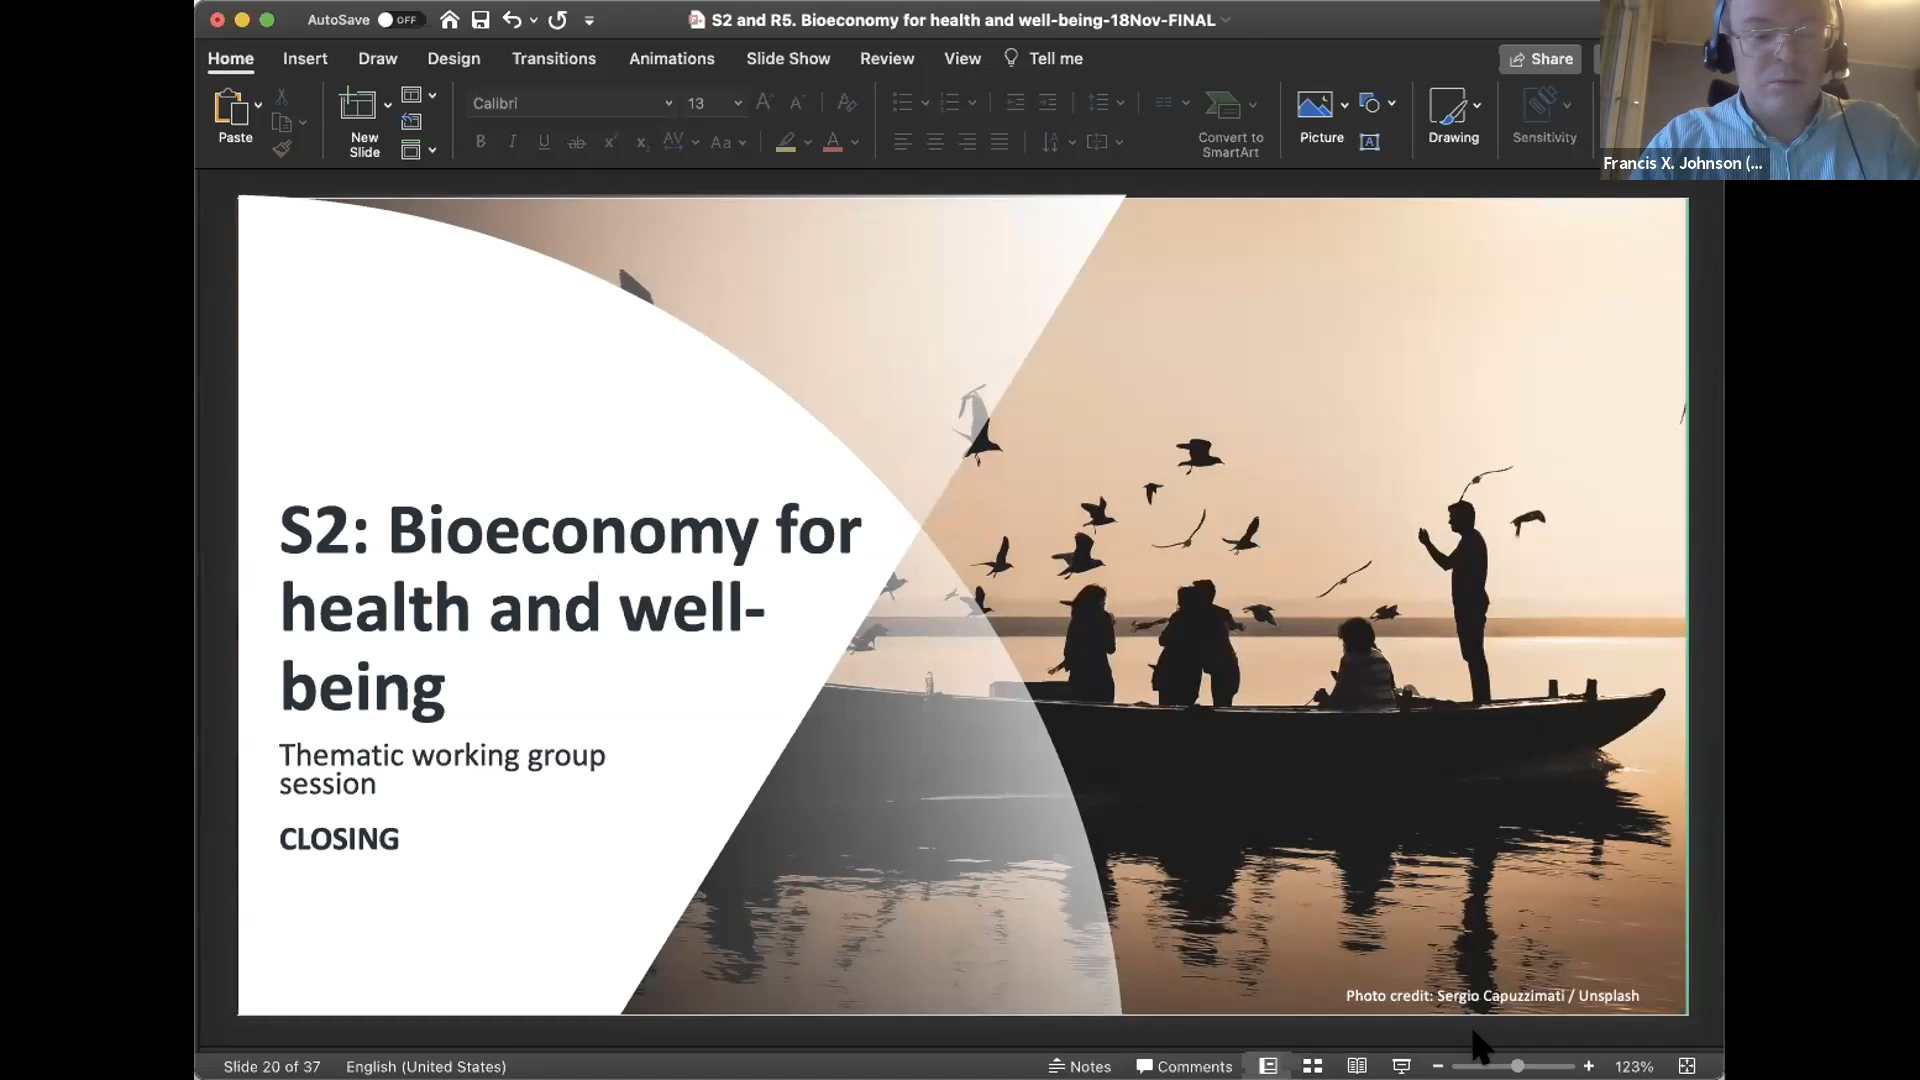 AutoSave OFF
S2 and R5. Bioeconomy for health and well-being-18Nov-FINAL
Home Insert Draw Design Transitions Animations Slide Show Review View Tell me
Share
Paste
New
Slide
Calibri 13
Convert to
SmartArt
Picture
Drawing
Sensitivity
Francis X. Johnson (...
S2: Bioeconomy for
health and well-
being
Thematic working group
session
CLOSING
Photo credit: Sergio Capuzzimati / Unsplash
Slide 20 of 37 English (United States) Notes Comments 123%